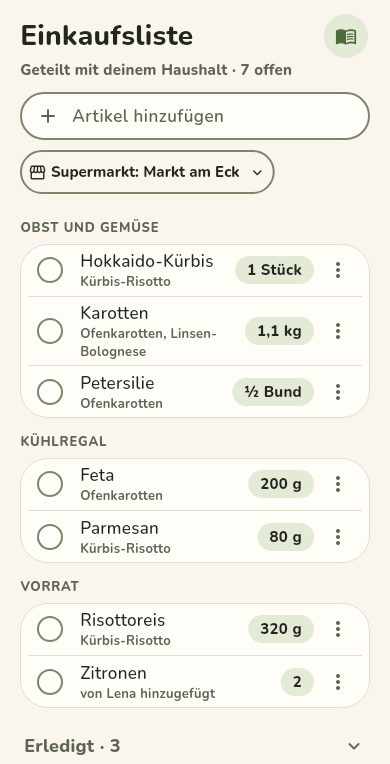 Einkaufsliste
Geteilt mit deinem Haushalt · 7 offen
Artikel hinzufügen
Supermarkt: Markt am Eck
OBST UND GEMÜSE
Hokkaido-Kürbis
Kürbis-Risotto
1 Stück
Karotten
Ofenkarotten, Linsen-
Bolognese
1,1 kg
Petersilie
Ofenkarotten
½ Bund
KÜHLREGAL
Feta
Ofenkarotten
200 g
Parmesan
Kürbis-Risotto
80 g
VORRAT
Risottoreis
Kürbis-Risotto
320 g
Zitronen
von Lena hinzugefügt
2
Erledigt · 3